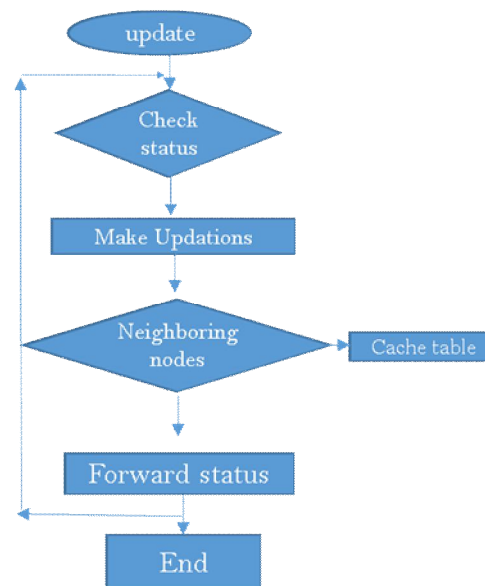 update
Check
status
Make Updations
Neighboring
nodes
Cache table
Forward status
End